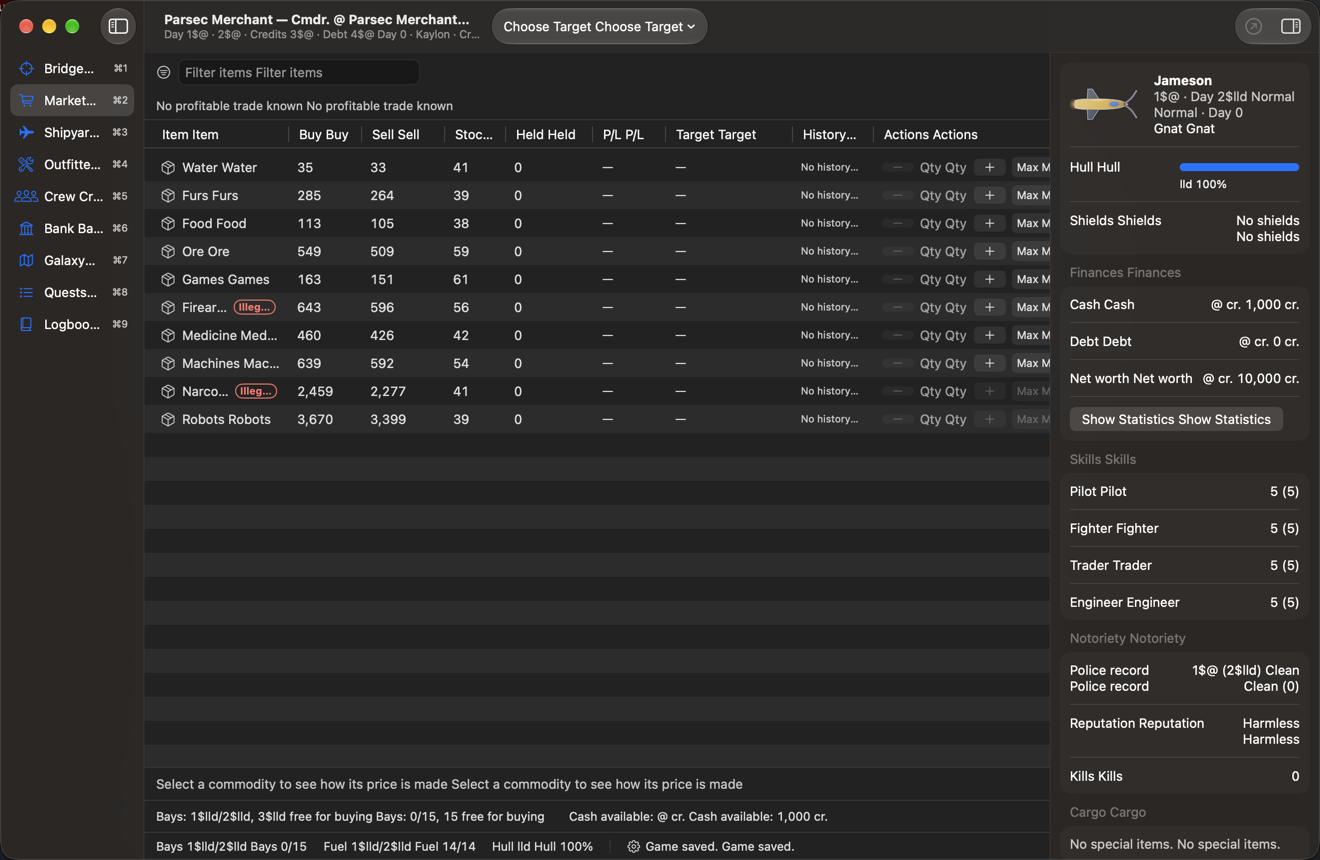 Parsec Merchant — Cmdr. @ Parsec Merchant...
Day 1$@ · 2$@ · Credits 3$@ · Debt 4$@ Day 0 · Kaylon · Cr...
Choose Target Choose Target
Bridge... ⌘1
Market... ⌘2
Shipyar... ⌘3
Outfitte... ⌘4
Crew Cr... ⌘5
Bank Ba... ⌘6
Galaxy... ⌘7
Quests... ⌘8
Logboo... ⌘9
Filter items Filter items
No profitable trade known No profitable trade known
Item Item Buy Buy Sell Sell Stoc... Held Held P/L P/L Target Target History... Actions Actions
Water Water 35 33 41 0 — — No history... — Qty Qty + Max M
Furs Furs 285 264 39 0 — — No history... — Qty Qty + Max M
Food Food 113 105 38 0 — — No history... — Qty Qty + Max M
Ore Ore 549 509 59 0 — — No history... — Qty Qty + Max M
Games Games 163 151 61 0 — — No history... — Qty Qty + Max M
Firear... Illeg... 643 596 56 0 — — No history... — Qty Qty + Max M
Medicine Med... 460 426 42 0 — — No history... — Qty Qty + Max M
Machines Mac... 639 592 54 0 — — No history... — Qty Qty + Max M
Narco... Illeg... 2,459 2,277 41 0 — — No history... — Qty Qty + Max M
Robots Robots 3,670 3,399 39 0 — — No history... — Qty Qty + Max M
Select a commodity to see how its price is made Select a commodity to see how its price is made
Bays: 1$lld/2$lld, 3$lld free for buying Bays: 0/15, 15 free for buying Cash available: @ cr. Cash available: 1,000 cr.
Bays 1$lld/2$lld Bays 0/15 Fuel 1$lld/2$lld Fuel 14/14 Hull lld Hull 100% Game saved. Game saved.
Jameson
1$@ · Day 2$lld Normal
Normal · Day 0
Gnat Gnat
Hull Hull
lld 100%
Shields Shields No shields
No shields
Finances Finances
Cash Cash @ cr. 1,000 cr.
Debt Debt @ cr. 0 cr.
Net worth Net worth @ cr. 10,000 cr.
Show Statistics Show Statistics
Skills Skills
Pilot Pilot 5 (5)
Fighter Fighter 5 (5)
Trader Trader 5 (5)
Engineer Engineer 5 (5)
Notoriety Notoriety
Police record 1$@ (2$lld) Clean
Police record Clean (0)
Reputation Reputation Harmless
Harmless
Kills Kills 0
Cargo Cargo
No special items. No special items.